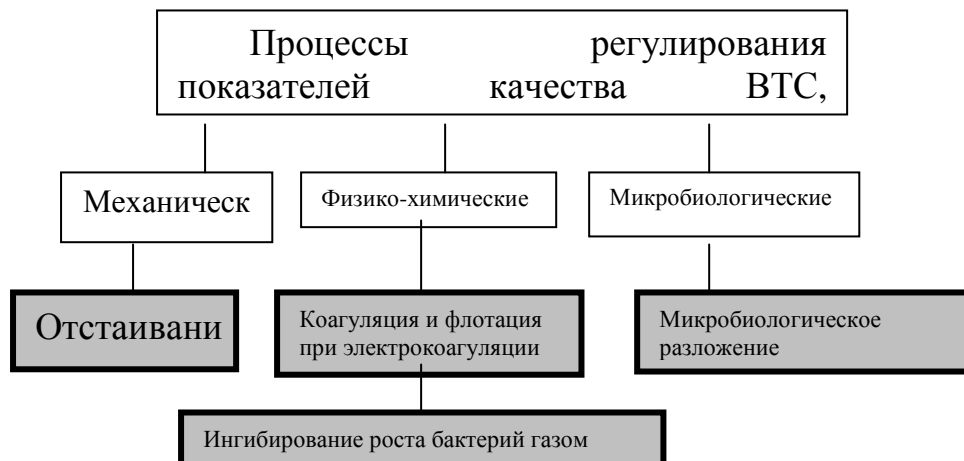 Процессы регулирования
показателей качества ВТС,
Механическ
Физико-химические
Микробиологические
Отстаивани
Коагуляция и флотация
при электрокоагуляции
Микробиологическое
разложение
Ингибирование роста бактерий газом